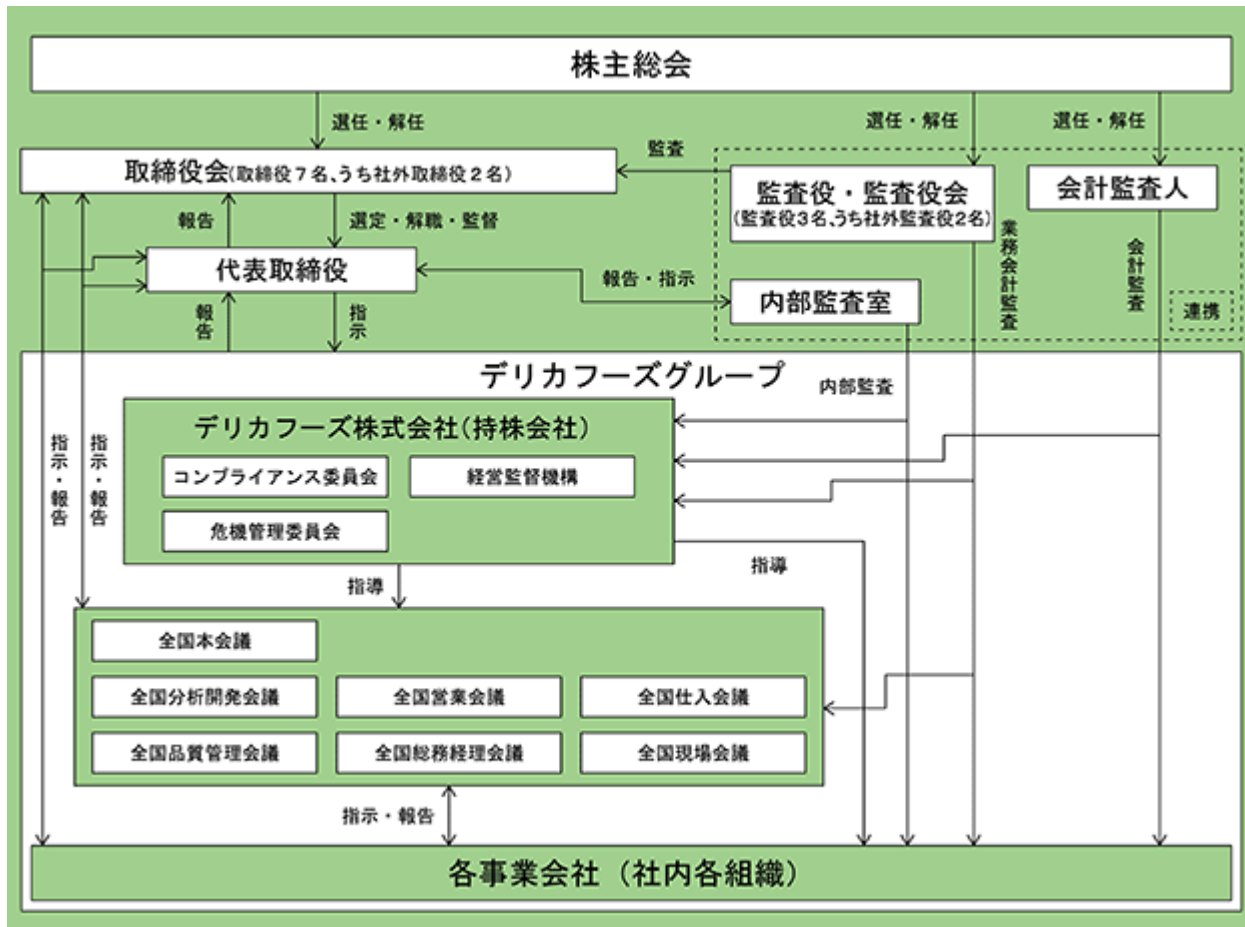 株主総会
選任・解任
選任・解任
選任・解任
取締役会(取締役7名、うち社外取締役2名)
監査
監査役・監査役会
(監査役3名、うち社外監査役2名)
会計監査人
報告
選定・解職・監督
業務会計監査
会計監査
代表取締役
報告・指示
内部監査室
連携
報告
指示
デリカフーズグループ
内部監査
デリカフーズ株式会社(持株会社)
指示・報告
指示・報告
コンプライアンス委員会
経営監督機構
危機管理委員会
指導
指導
全国本会議
全国分析開発会議
全国営業会議
全国仕入会議
全国品質管理会議
全国総務経理会議
全国現場会議
指示・報告
各事業会社（社内各組織）